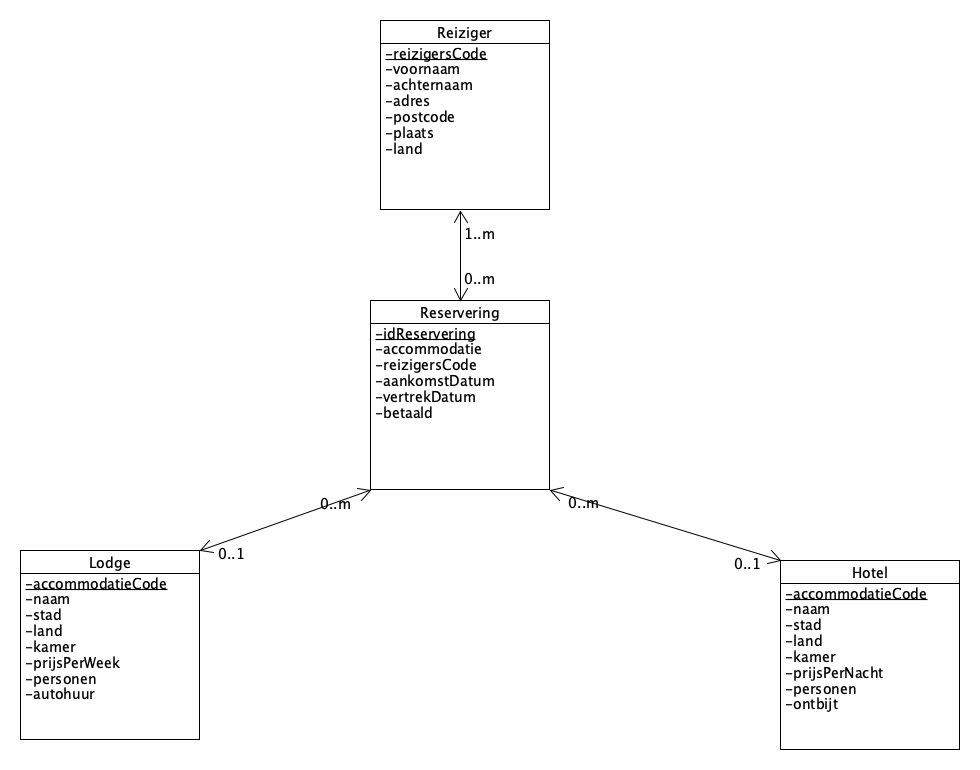 Reiziger
-reizigersCode
-voornaam
-achternaam
-adres
-postcode
-plaats
-land
1..m
0..m
Reservering
-idReservering
-accommodatie
-reizigersCode
-aankomstDatum
-vertrekDatum
-betaald
0..m
0..m
0..1
0..1
Lodge
-accommodatieCode
-naam
-stad
-land
-kamer
-prijsPerWeek
-personen
-autohuur
Hotel
-accommodatieCode
-naam
-stad
-land
-kamer
-prijsPerNacht
-personen
-ontbijt